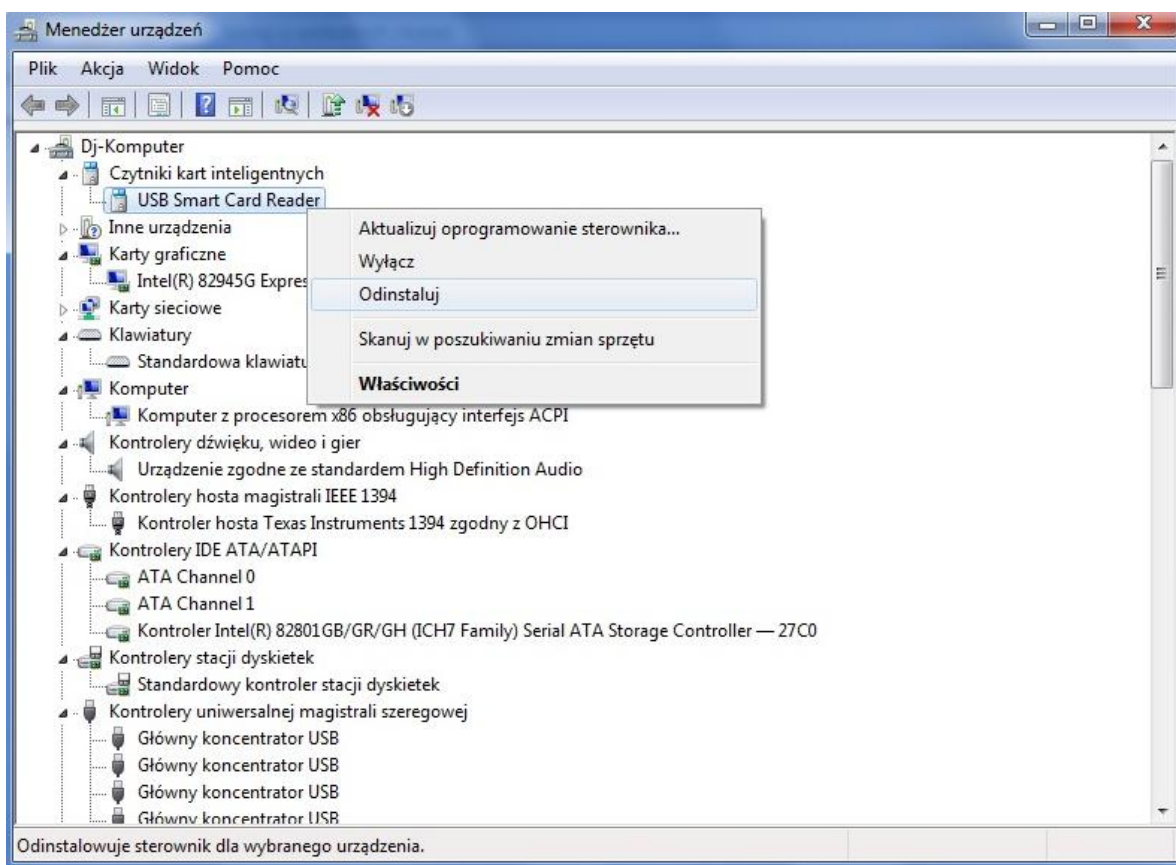 Menedżer urządzeń
Plik Akcja Widok Pomoc
Dj-Komputer
Czytniki kart inteligentnych
USB Smart Card Reader
Inne urządzenia
Karty graficzne
Intel(R) 82945G Expres
Karty sieciowe
Klawiatury
Standardowa klawiatu
Komputer
Komputer z procesorem x86 obsługujący interfejs ACPI
Kontrolery dźwięku, wideo i gier
Urządzenie zgodne ze standardem High Definition Audio
Kontrolery hosta magistrali IEEE 1394
Kontroler hosta Texas Instruments 1394 zgodny z OHCI
Kontrolery IDE ATA/ATAPI
ATA Channel 0
ATA Channel 1
Kontroler Intel(R) 82801GB/GR/GH (ICH7 Family) Serial ATA Storage Controller — 27C0
Kontrolery stacji dyskietek
Standardowy kontroler stacji dyskietek
Kontrolery uniwersalnej magistrali szeregowej
Główny koncentrator USB
Główny koncentrator USB
Główny koncentrator USB
Główny koncentrator USB
Aktualizuj oprogramowanie sterownika...
Wyłącz
Odinstaluj
Skanuj w poszukiwaniu zmian sprzętu
Właściwości
Odinstalowuje sterownik dla wybranego urządzenia.